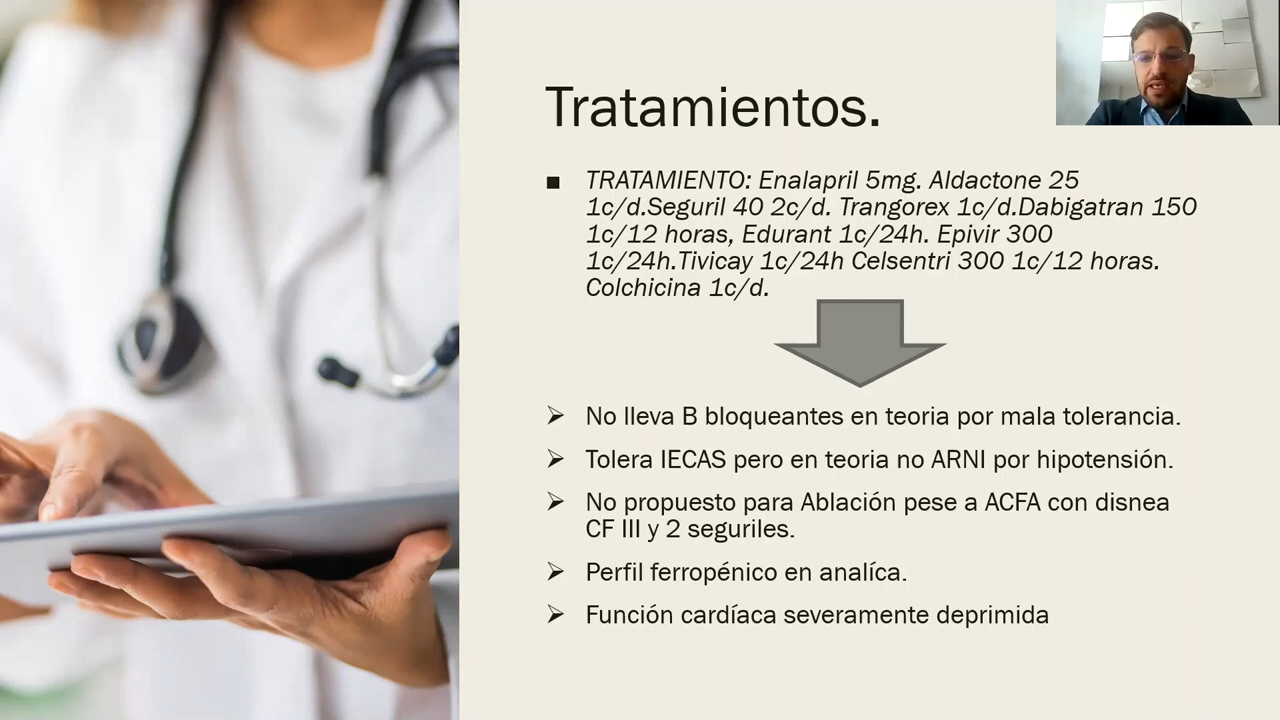 Tratamientos.
TRATAMIENTO: Enalapril 5mg. Aldactone 25
1c/d.Seguril 40 2c/d. Trangorex 1c/d.Dabigatran 150
1c/12 horas, Edurant 1c/24h. Epivir 300
1c/24h.Tivicay 1c/24h Celsentri 300 1c/12 horas.
Colchicina 1c/d.
No lleva B bloqueantes en teoria por mala tolerancia.
Tolera IECAS pero en teoria no ARNI por hipotensión.
No propuesto para Ablación pese a ACFA con disnea
CF III y 2 seguriles.
Perfil ferropénico en analíca.
Función cardíaca severamente deprimida